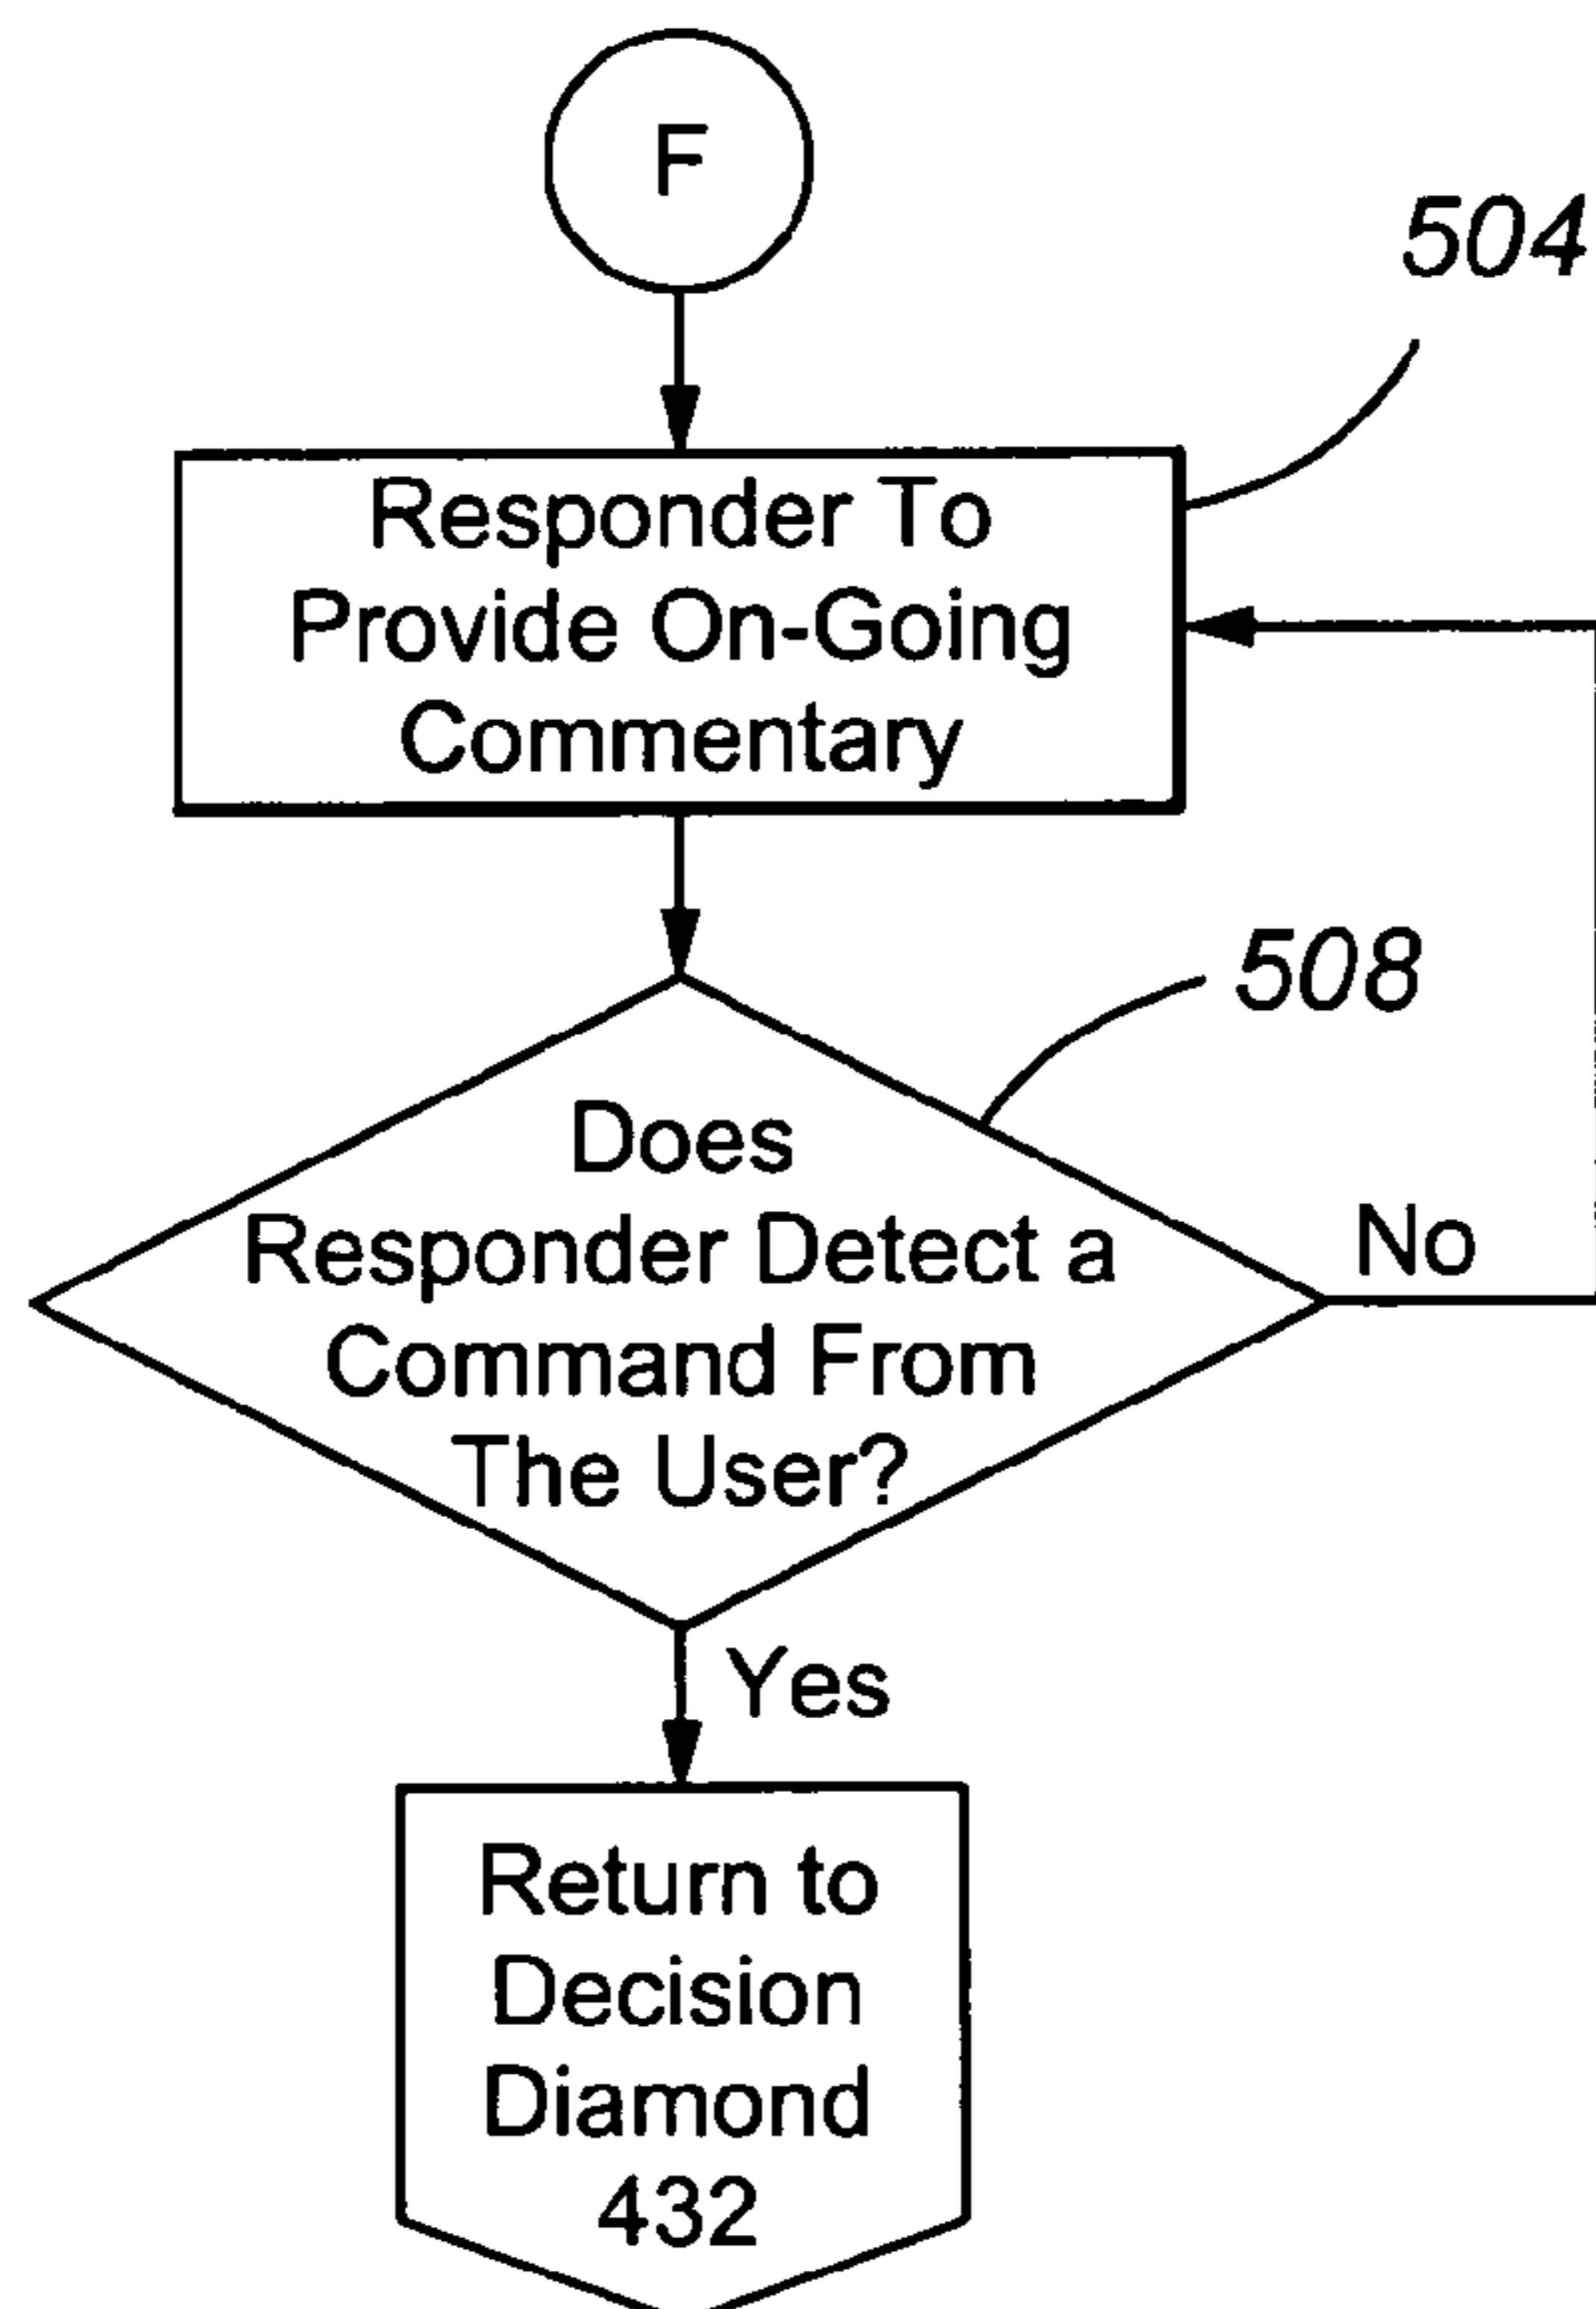 F
504
Responder To
Provide On-Going
Commentary
508
Does
Responder Detect a
Command From
The User?
No
Yes
Return to
Decision
Diamond
432